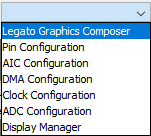 Legato Graphics Composer
Pin Configuration
AIC Configuration
DMA Configuration
Clock Configuration
ADC Configuration
Display Manager